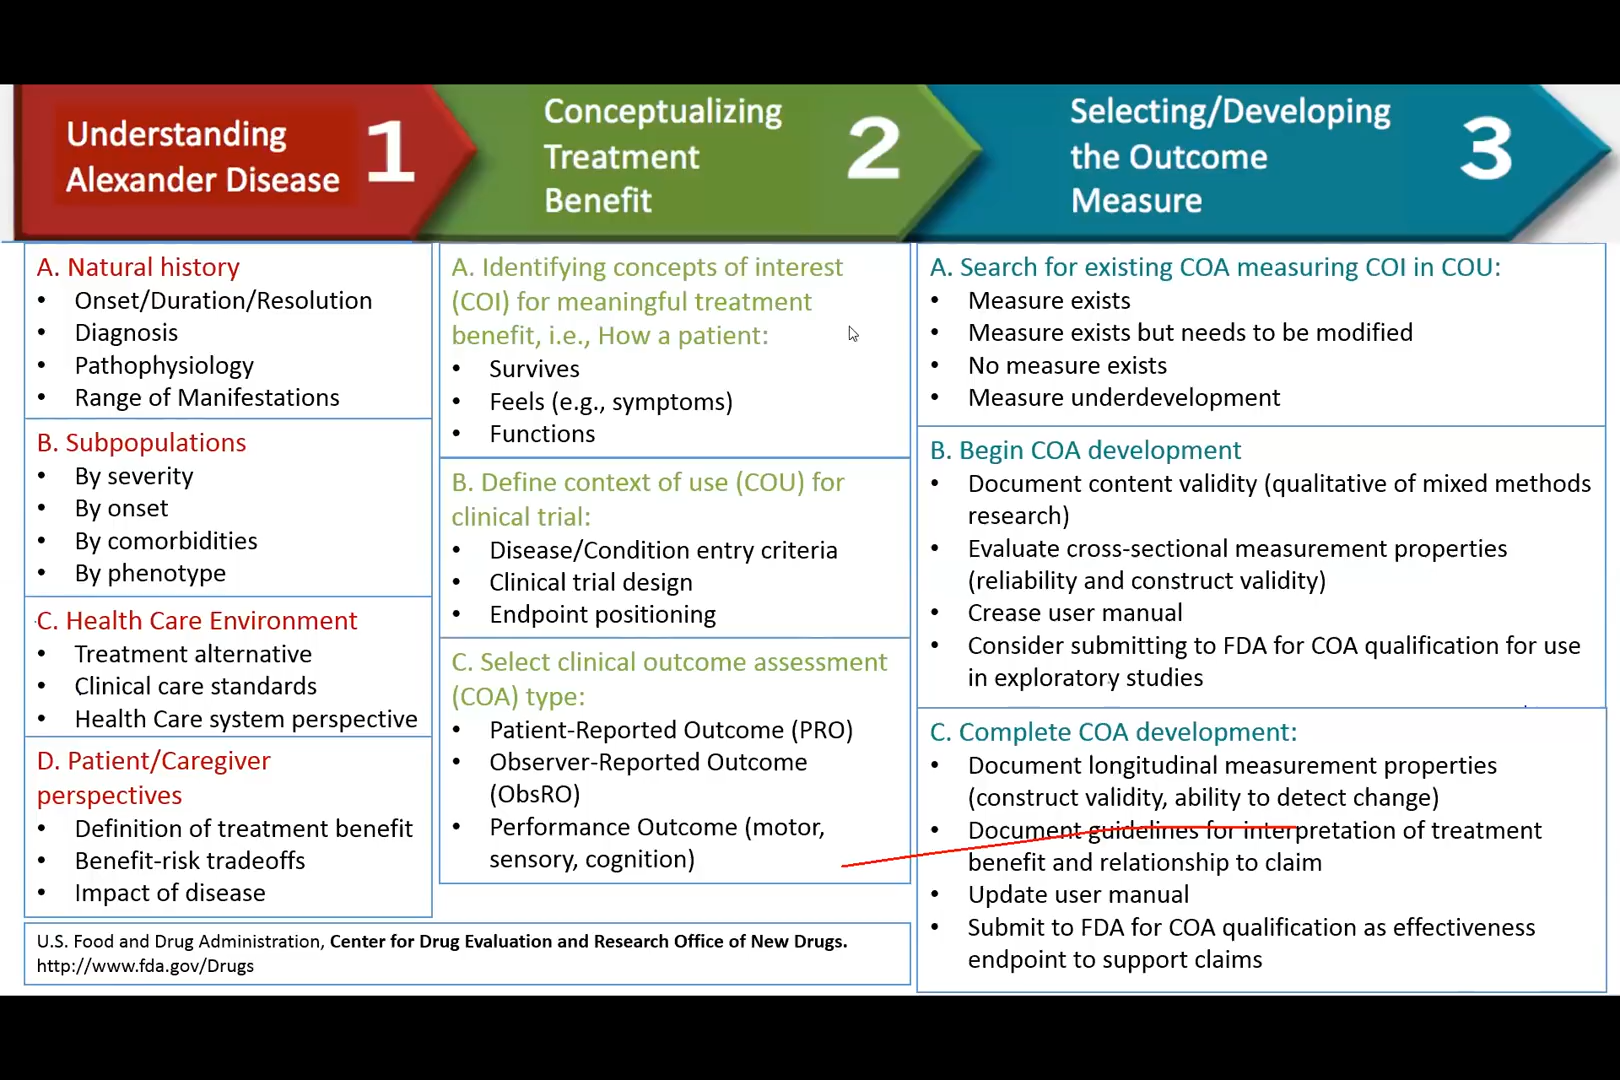 Understanding
Alexander Disease
1
Conceptualizing
Treatment
Benefit
2
Selecting/Developing
the Outcome
Measure
3
A. Natural history
• Onset/Duration/Resolution
• Diagnosis
• Pathophysiology
• Range of Manifestations
B. Subpopulations
• By severity
• By onset
• By comorbidities
• By phenotype
C. Health Care Environment
• Treatment alternative
• Clinical care standards
• Health Care system perspective
D. Patient/Caregiver
perspectives
• Definition of treatment benefit
• Benefit-risk tradeoffs
• Impact of disease
A. Identifying concepts of interest
(COI) for meaningful treatment
benefit, i.e., How a patient:
• Survives
• Feels (e.g., symptoms)
• Functions
B. Define context of use (COU) for
clinical trial:
• Disease/Condition entry criteria
• Clinical trial design
• Endpoint positioning
C. Select clinical outcome assessment
(COA) type:
• Patient-Reported Outcome (PRO)
• Observer-Reported Outcome
(ObsRO)
• Performance Outcome (motor,
sensory, cognition)
A. Search for existing COA measuring COI in COU:
• Measure exists
• Measure exists but needs to be modified
• No measure exists
• Measure underdevelopment
B. Begin COA development
• Document content validity (qualitative of mixed methods
research)
• Evaluate cross-sectional measurement properties
(reliability and construct validity)
• Crease user manual
• Consider submitting to FDA for COA qualification for use
in exploratory studies
C. Complete COA development:
• Document longitudinal measurement properties
(construct validity, ability to detect change)
• Document guidelines for interpretation of treatment
benefit and relationship to claim
• Update user manual
• Submit to FDA for COA qualification as effectiveness
endpoint to support claims
U.S. Food and Drug Administration, Center for Drug Evaluation and Research Office of New Drugs.
http://www.fda.gov/Drugs